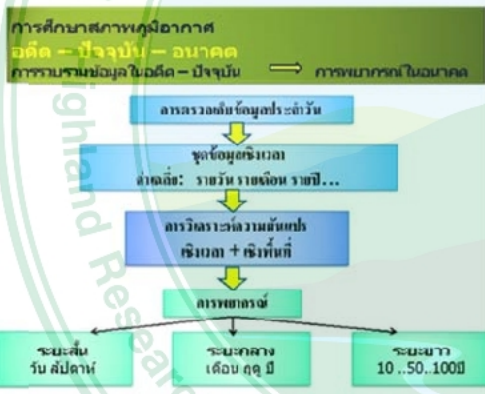 การศึกษาสภาพภูมิอากาศ
อดีต – ปัจจุบัน – อนาคต
การรวบรวมข้อมูลในอดีต – ปัจจุบัน ⟹ การพยากรณ์ในอนาคต
การตรวจเก็บข้อมูลประจำวัน
ชุดข้อมูลเชิงเวลา
ค่าเฉลี่ย: รายวัน รายเดือน รายปี...
การวิเคราะห์ความผันแปร
เชิงเวลา + เชิงพื้นที่
การพยากรณ์
ระยะสั้น
วัน สัปดาห์
ระยะกลาง
เดือน ฤดู ปี
ระยะยาว
10 ..50..100ปี
Highland Resear